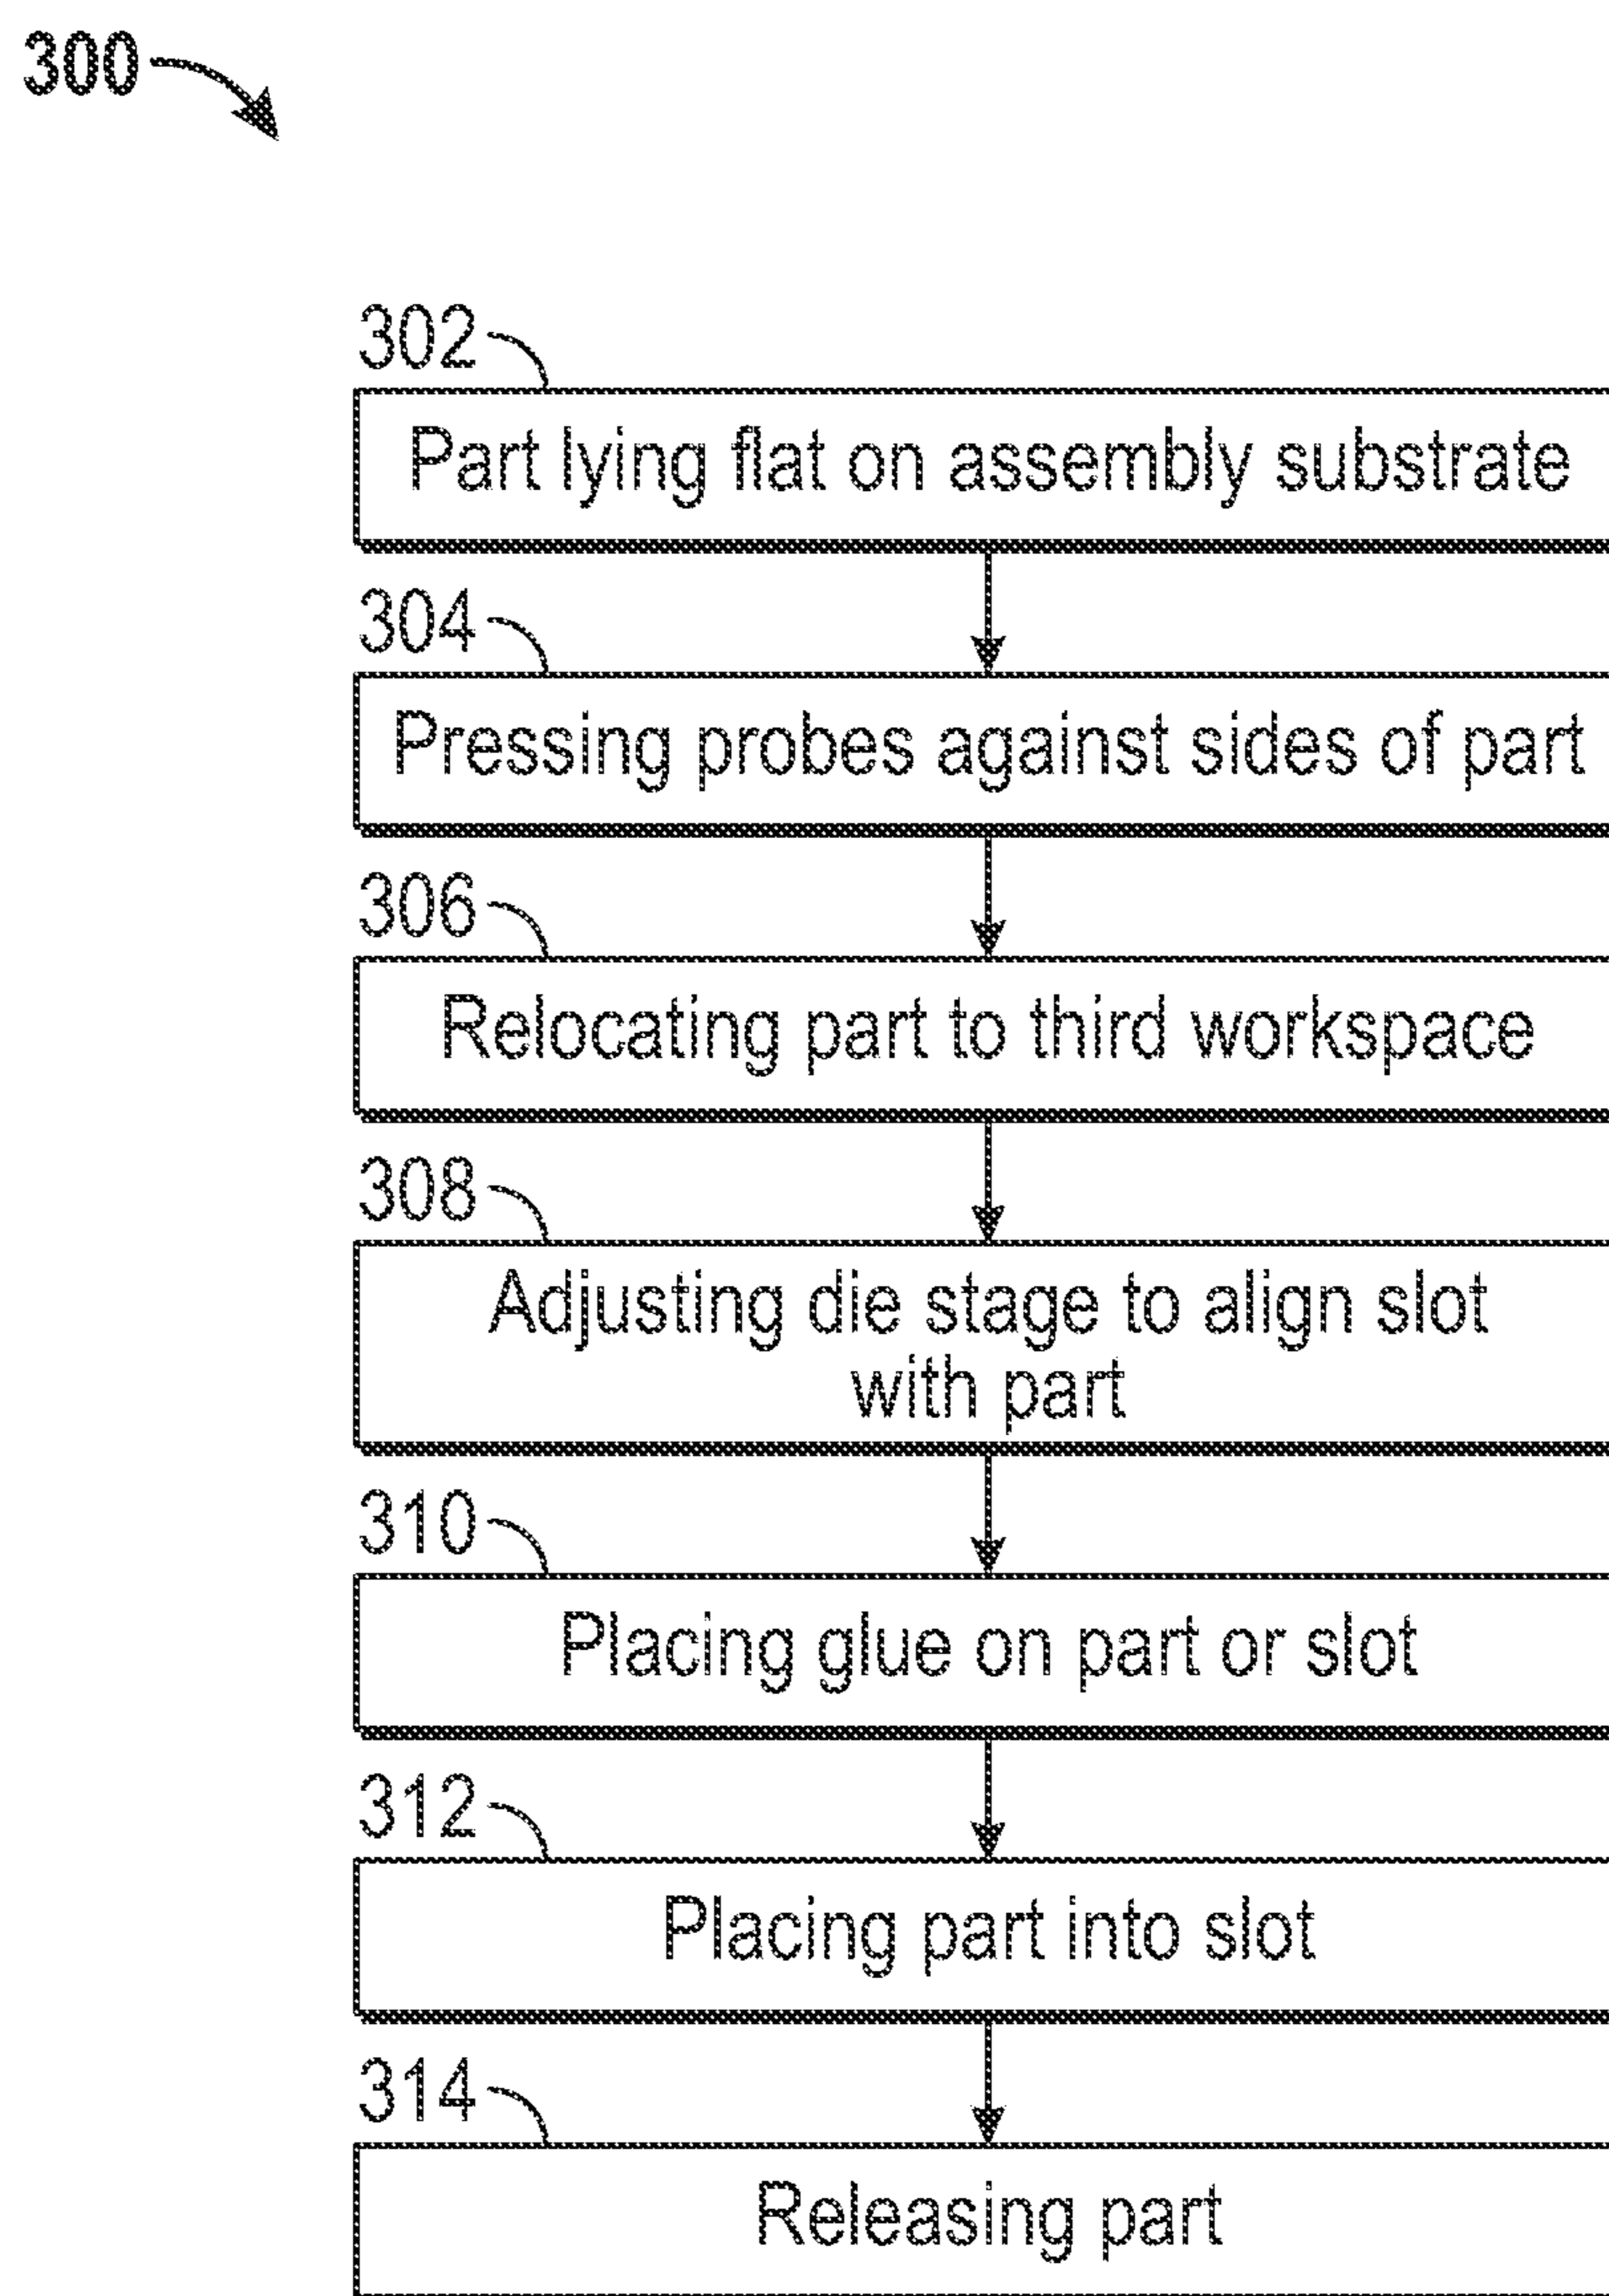 300
302
Part lying flat on assembly substrate
304
Pressing probes against sides of part
306
Relocating part to third workspace
308
Adjusting die stage to align slot
with part
310
Placing glue on part or slot
312
Placing part into slot
314
Releasing part